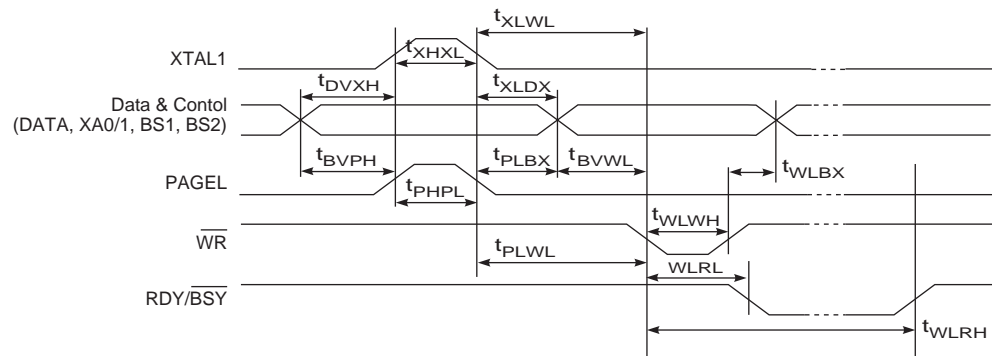 tXLWL
XTAL1
tXHXL
tDVXH
tXLDX
Data & Contol
(DATA, XA0/1, BS1, BS2)
tBVPH
tPLBX
tBVWL
tWLBX
PAGEL
tPHPL
tWLWH
WR
tPLWL
WLRL
RDY/BSY
tWLRH